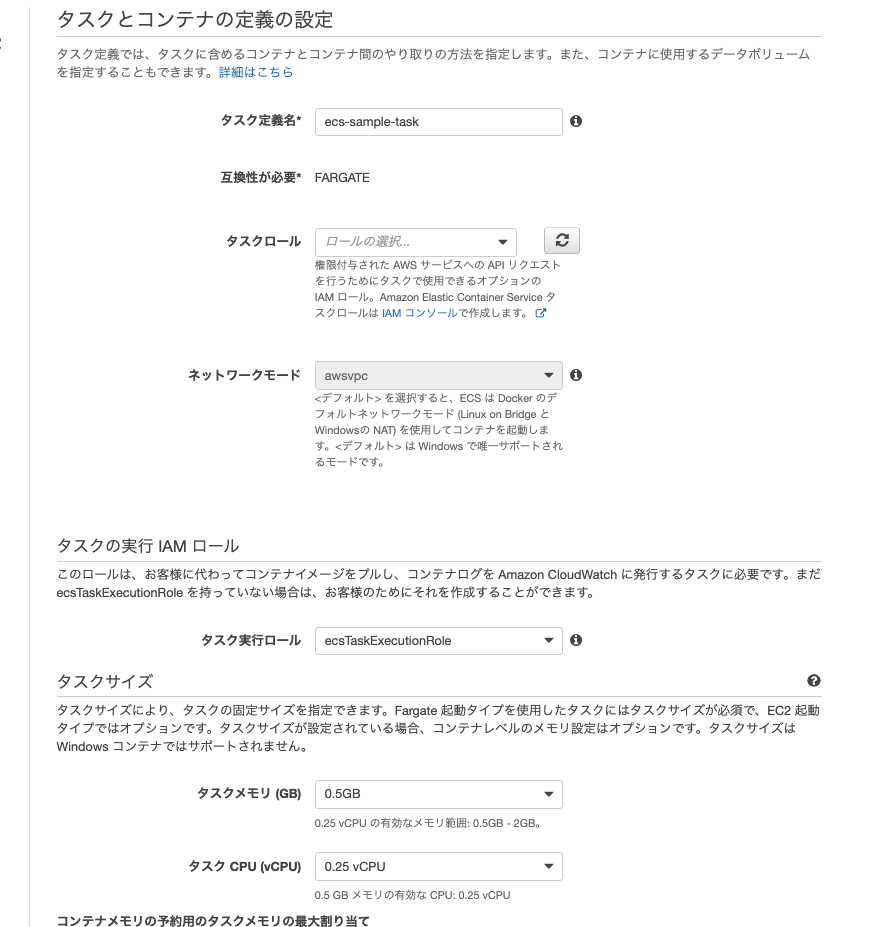 タスクとコンテナの定義の設定
タスク定義では、タスクに含めるコンテナとコンテナ間のやり取りの方法を指定します。また、コンテナに使用するデータボリューム
を指定することもできます。詳細はこちら
タスク定義名* ecs-sample-task
互換性が必要* FARGATE
タスクロール ロールの選択...
権限付与された AWS サービスへの API リクエスト
を行うためにタスクで使用できるオプションの
IAM ロール。Amazon Elastic Container Service タ
スクロールは IAM コンソールで作成します。
ネットワークモード awsvpc
<デフォルト> を選択すると、ECS は Docker のデ
フォルトネットワークモード (Linux on Bridge と
Windowsの NAT) を使用してコンテナを起動しま
す。<デフォルト> は Windows で唯一サポートされ
るモードです。
タスクの実行 IAM ロール
このロールは、お客様に代わってコンテナイメージをプルし、コンテナログを Amazon CloudWatch に発行するタスクに必要です。まだ
ecsTaskExecutionRole を持っていない場合は、お客様のためにそれを作成することができます。
タスク実行ロール ecsTaskExecutionRole
タスクサイズ
タスクサイズにより、タスクの固定サイズを指定できます。Fargate 起動タイプを使用したタスクにはタスクサイズが必須で、EC2 起動
タイプではオプションです。タスクサイズが設定されている場合、コンテナレベルのメモリ設定はオプションです。タスクサイズは
Windows コンテナではサポートされません。
タスクメモリ (GB) 0.5GB
0.25 vCPU の有効なメモリ範囲: 0.5GB - 2GB。
タスク CPU (vCPU) 0.25 vCPU
0.5 GB メモリの有効な CPU: 0.25 vCPU
コンテナメモリの予約用のタスクメモリの最大割り当て